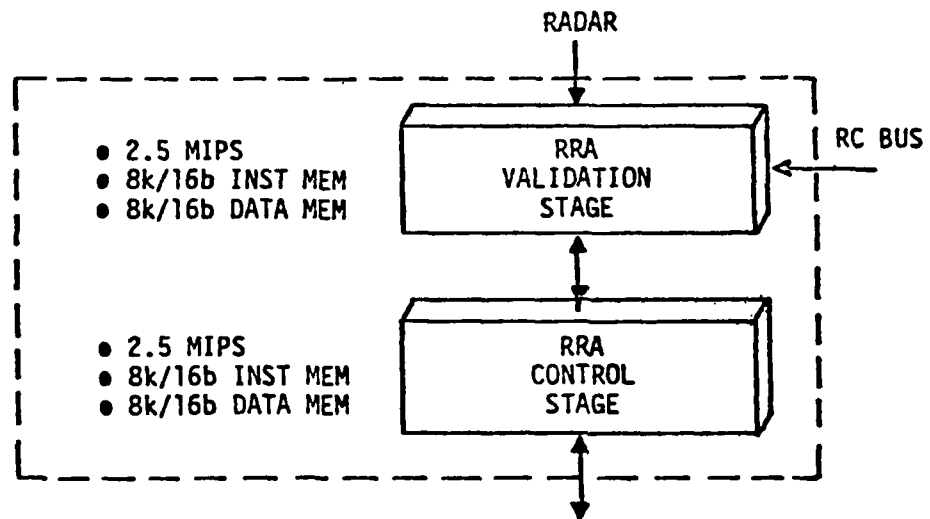 RADAR
● 2.5 MIPS
● 8k/16b INST MEM
● 8k/16b DATA MEM
RRA
VALIDATION
STAGE
RC BUS
● 2.5 MIPS
● 8k/16b INST MEM
● 8k/16b DATA MEM
RRA
CONTROL
STAGE